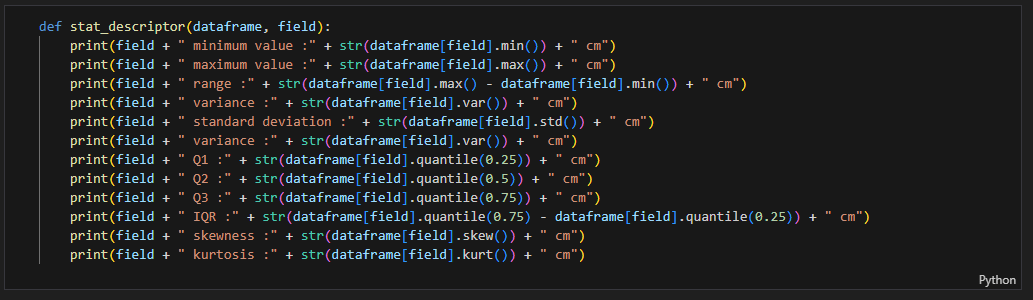 def stat_descriptor(dataframe, field):
    print(field + " minimum value :" + str(dataframe[field].min()) + " cm")
    print(field + " maximum value :" + str(dataframe[field].max()) + " cm")
    print(field + " range :" + str(dataframe[field].max() - dataframe[field].min()) + " cm")
    print(field + " variance :" + str(dataframe[field].var()) + " cm")
    print(field + " standard deviation :" + str(dataframe[field].std()) + " cm")
    print(field + " variance :" + str(dataframe[field].var()) + " cm")
    print(field + " Q1 :" + str(dataframe[field].quantile(0.25)) + " cm")
    print(field + " Q2 :" + str(dataframe[field].quantile(0.5)) + " cm")
    print(field + " Q3 :" + str(dataframe[field].quantile(0.75)) + " cm")
    print(field + " IQR :" + str(dataframe[field].quantile(0.75) - dataframe[field].quantile(0.25)) + " cm")
    print(field + " skewness :" + str(dataframe[field].skew()) + " cm")
    print(field + " kurtosis :" + str(dataframe[field].kurt()) + " cm")
Python